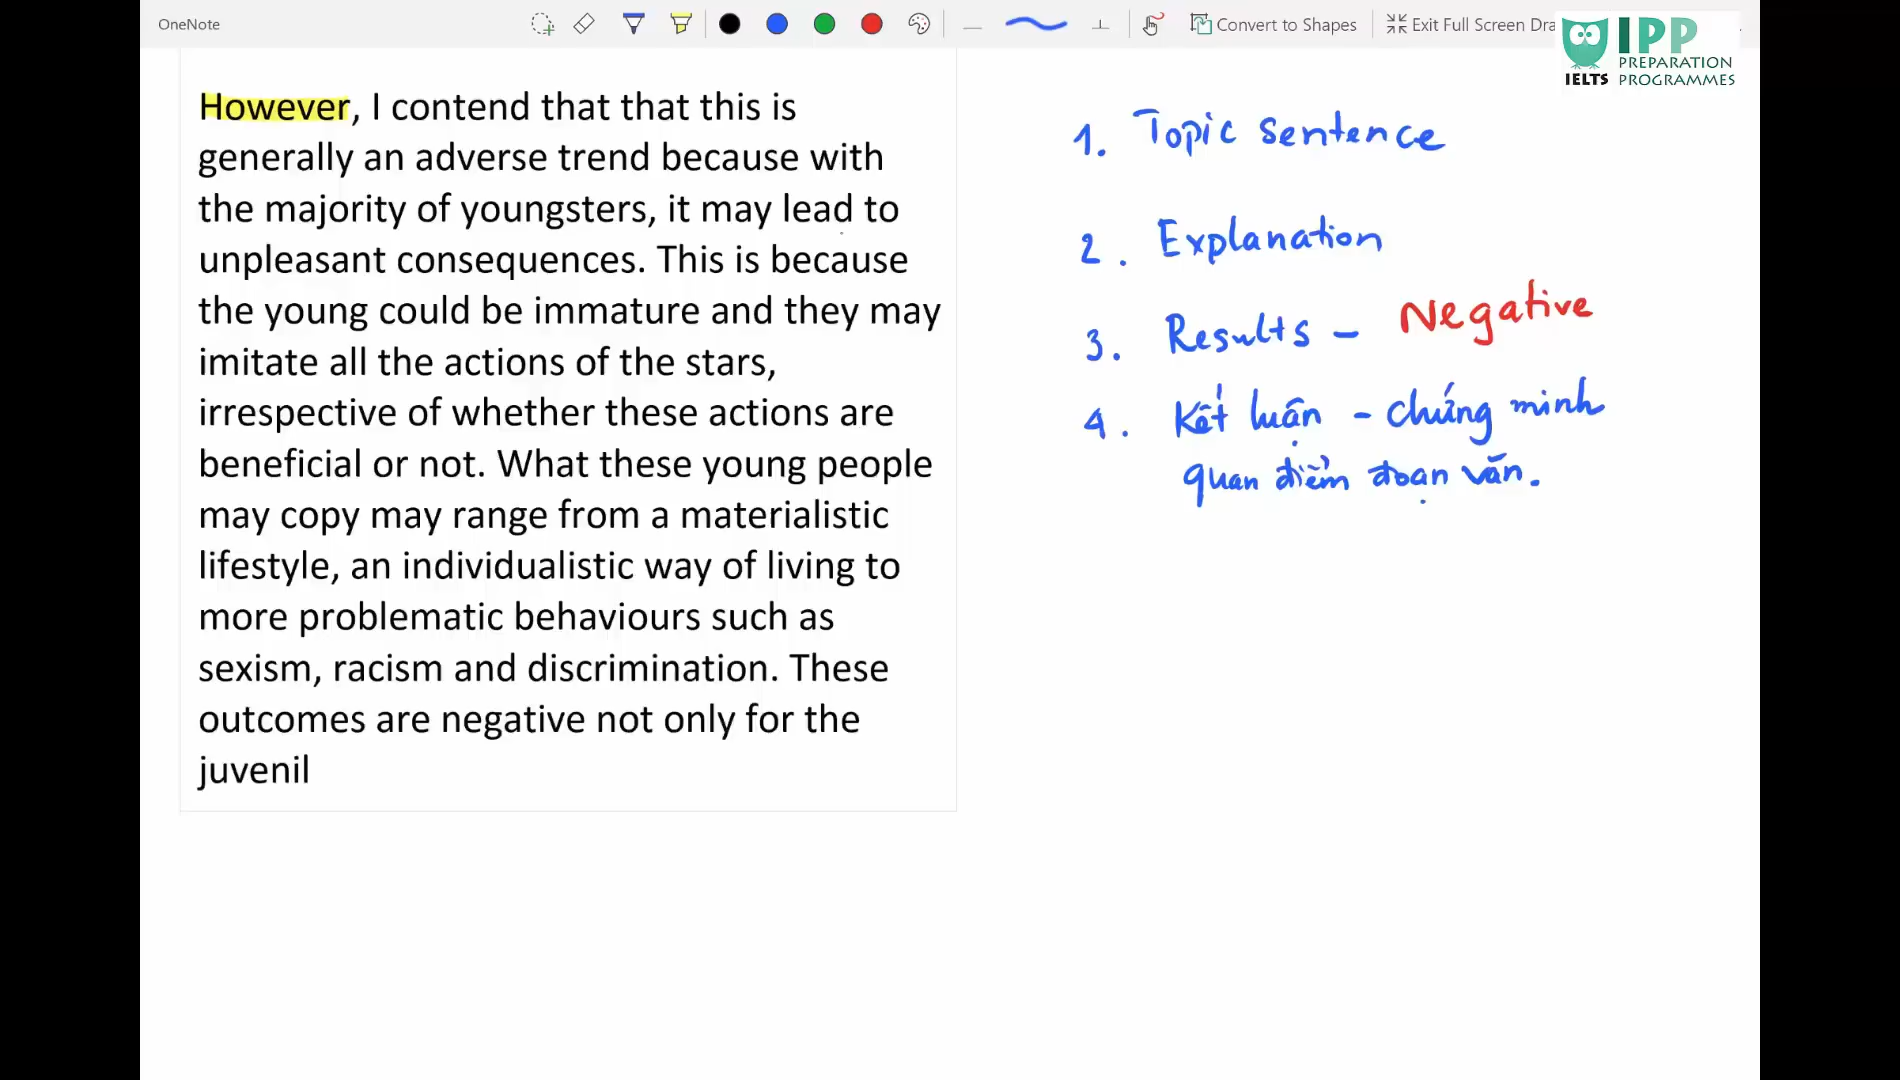 OneNote
Convert to Shapes
Exit Full Screen Dra
IPP
PREPARATION
IELTS PROGRAMMES
However, I contend that that this is
generally an adverse trend because with
the majority of youngsters, it may lead to
unpleasant consequences. This is because
the young could be immature and they may
imitate all the actions of the stars,
irrespective of whether these actions are
beneficial or not. What these young people
may copy may range from a materialistic
lifestyle, an individualistic way of living to
more problematic behaviours such as
sexism, racism and discrimination. These
outcomes are negative not only for the
juvenil
1. Topic sentence
2. Explanation
3. Results – Negative
4. Kết luận – chứng minh
quan điểm đoạn văn.